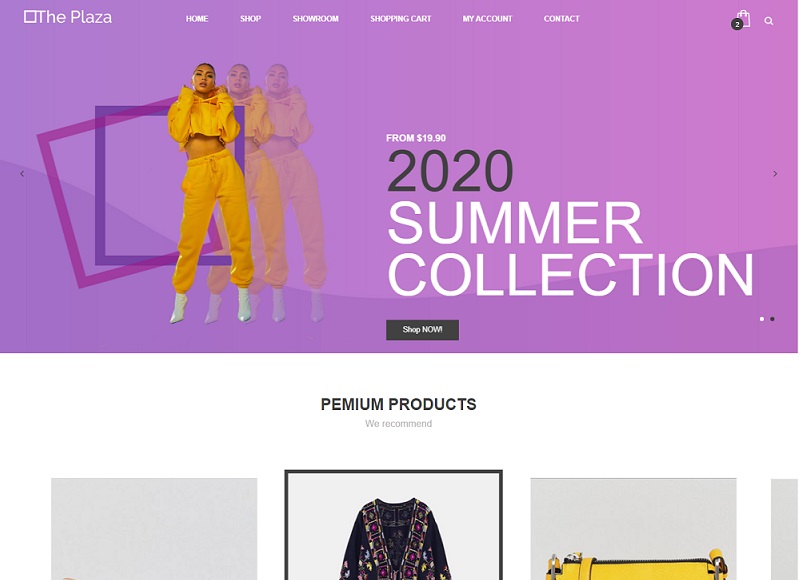 The Plaza
HOME SHOP SHOWROOM SHOPPING CART MY ACCOUNT CONTACT
2
FROM $19.90
2020
SUMMER
COLLECTION
Shop NOW!
PEMIUM PRODUCTS
We recommend